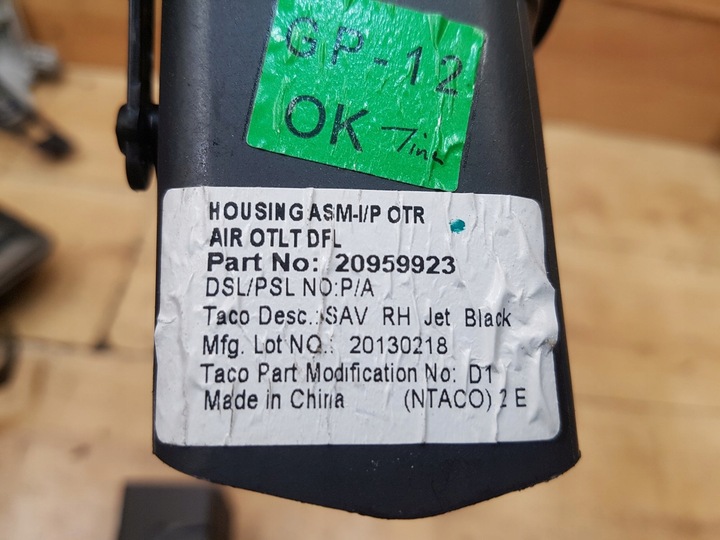 GP-12
OK Tina
HOUSING ASM-I/P OTR
AIR OTLT DFL
Part No: 20959923
DSL/PSL NO:P/A
Taco Desc.:SAV RH Jet Black
Mfg. Lot NO.: 20130218
Taco Part Modification No: D1
Made in China (NTACO) 2 E